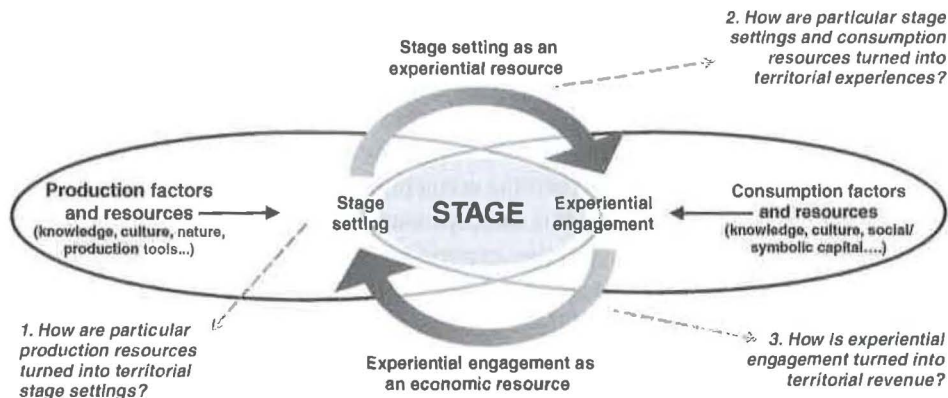 2. How are particular stage
settings and consumption
resources turned into
territorial experiences?
Stage setting as an
experiential resource
Production factors
and resources
(knowledge, culture, nature,
production tools...)
Stage
setting
STAGE
Experiential
engagement
Consumption factors
and resources
(knowledge, culture, social/
symbolic capital....)
1. How are particular
production resources
turned into territorial
stage settings?
Experiential engagement as
an economic resource
3. How is experiential
engagement turned into
territorial revenue?